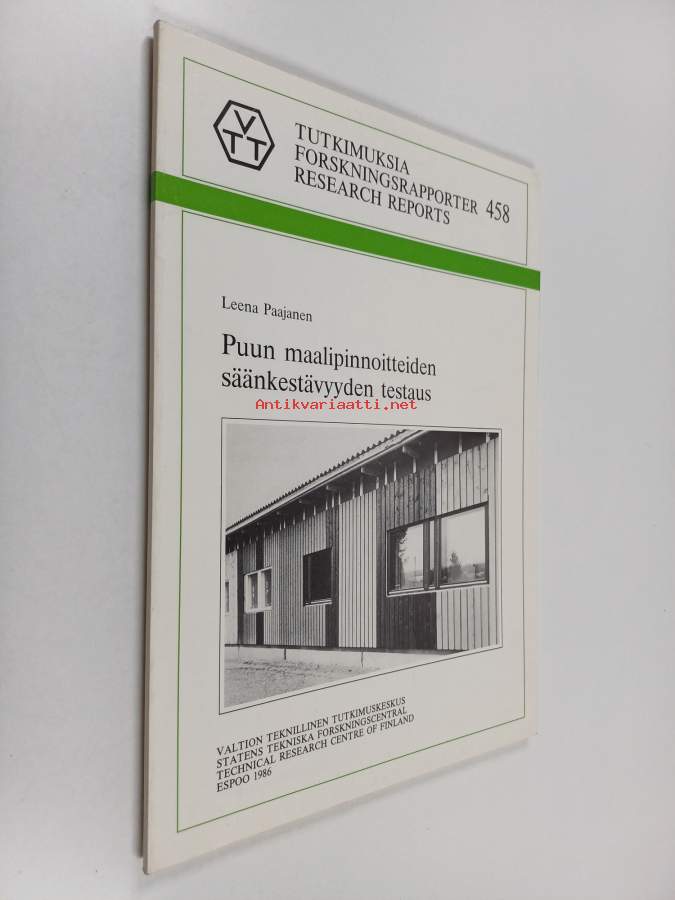 VTT
TUTKIMUKSIA
FORSKNINGSRAPPORTER 458
RESEARCH REPORTS
Leena Paajanen
Puun maalipinnoitteiden
säänkestävyyden testaus
Antikvariaatti.net
VALTION TEKNILLINEN TUTKIMUSKESKUS
STATENS TEKNISKA FORSKNINGSCENTRAL
TECHNICAL RESEARCH CENTRE OF FINLAND
ESPOO 1986